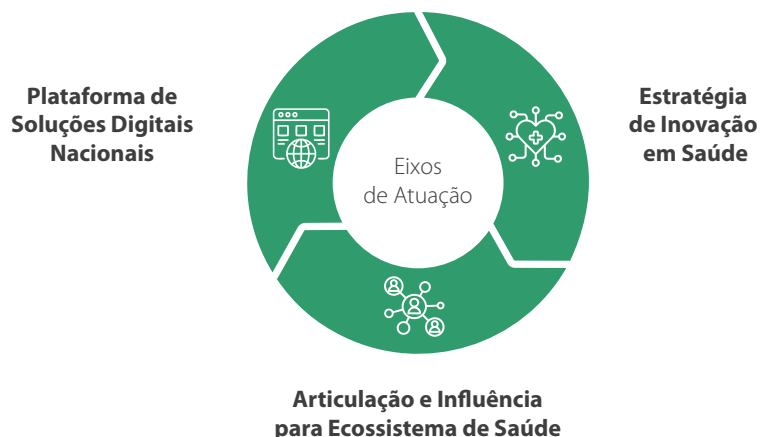 Plataforma de
Soluções Digitais
Nacionais
Estratégia
de Inovação
em Saúde
Eixos
de Atuação
Articulação e Influência
para Ecossistema de Saúde